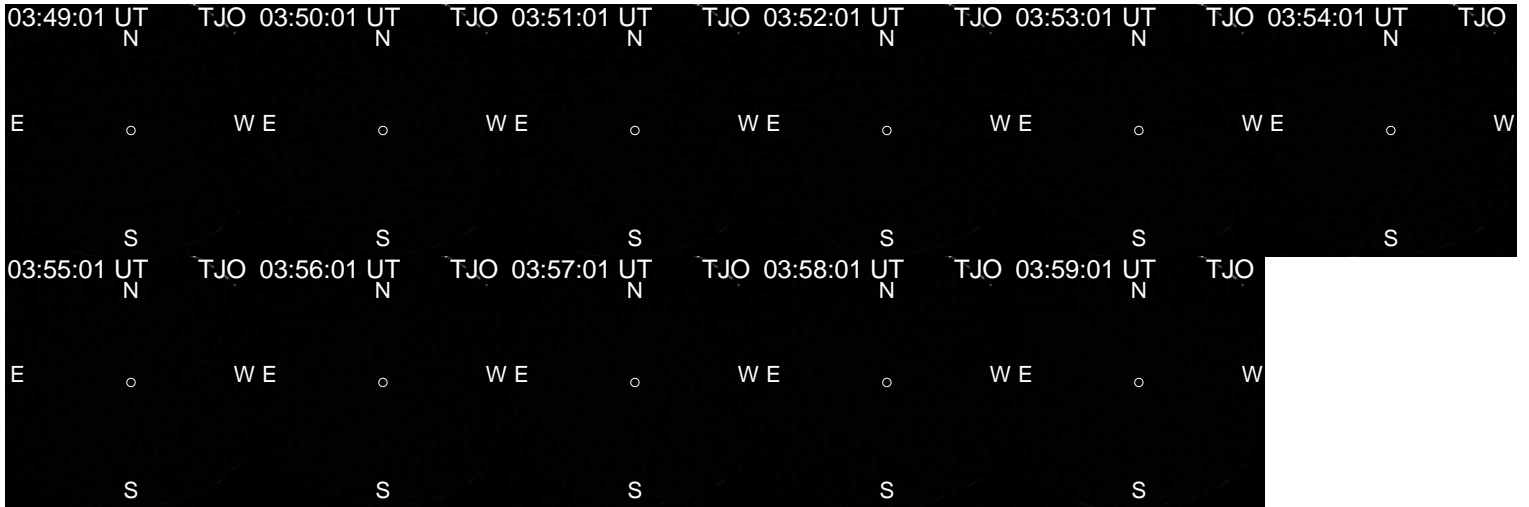 03:49:01 UT TJO 03:50:01 UT TJO 03:51:01 UT TJO 03:52:01 UT TJO 03:53:01 UT TJO 03:54:01 UT TJO
N N N N N N
E W E W E W E W E W E W
S S S S S S
03:55:01 UT TJO 03:56:01 UT TJO 03:57:01 UT TJO 03:58:01 UT TJO 03:59:01 UT TJO
N N N N N
E W E W E W E W E W
S S S S S